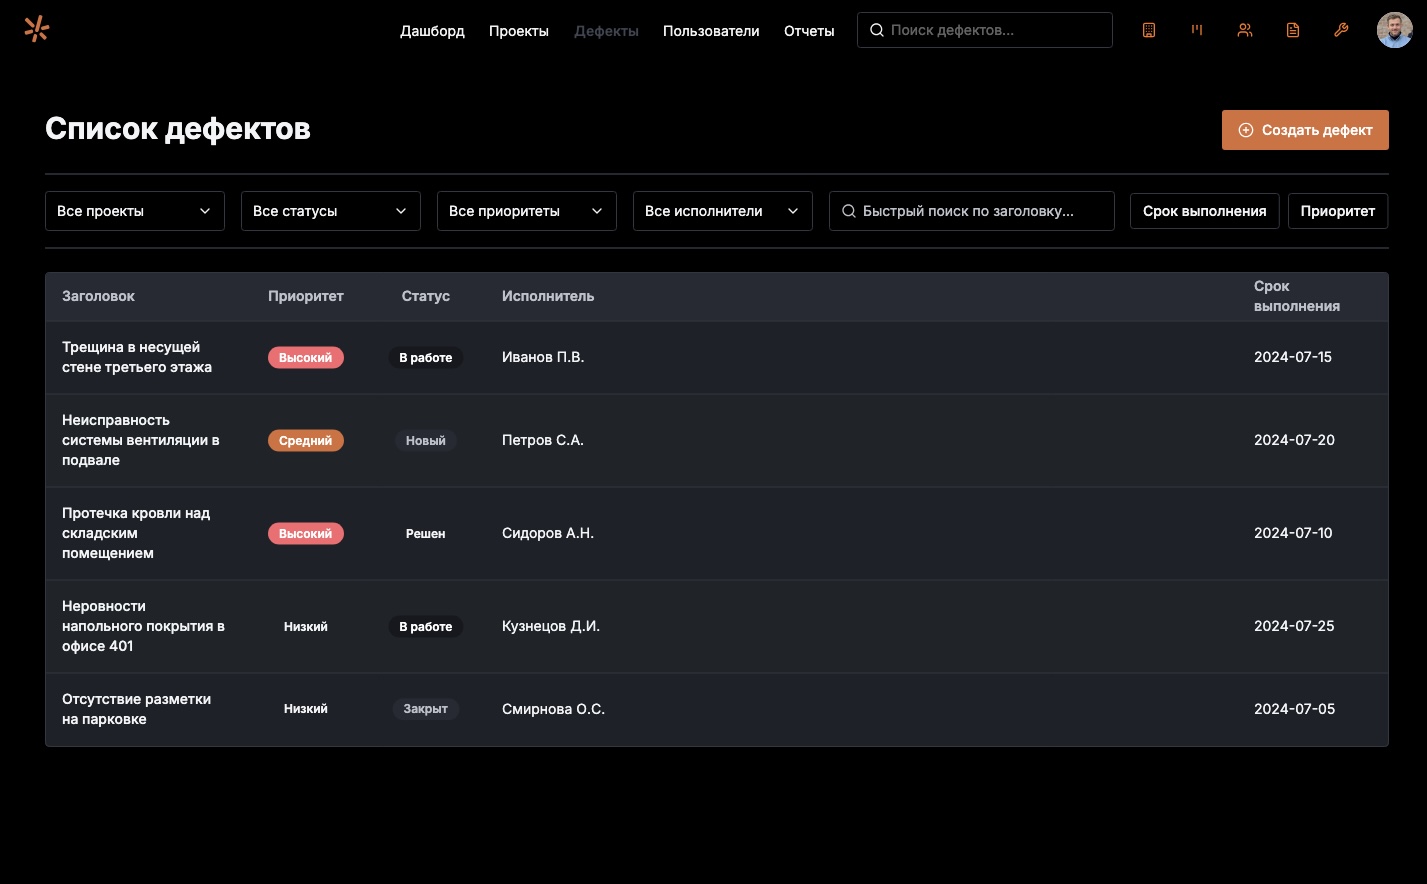 Дашборд Проекты Дефекты Пользователи Отчеты Поиск дефектов...
Список дефектов
Создать дефект
Все проекты Все статусы Все приоритеты Все исполнители Быстрый поиск по заголовку... Срок выполнения Приоритет
Заголовок Приоритет Статус Исполнитель Срок
выполнения
Трещина в несущей
стене третьего этажа
Высокий В работе Иванов П.В. 2024-07-15
Неисправность
системы вентиляции в
подвале
Средний Новый Петров С.А. 2024-07-20
Протечка кровли над
складским
помещением
Высокий Решен Сидоров А.Н. 2024-07-10
Неровности
напольного покрытия в
офисе 401
Низкий В работе Кузнецов Д.И. 2024-07-25
Отсутствие разметки
на парковке
Низкий Закрыт Смирнова О.С. 2024-07-05